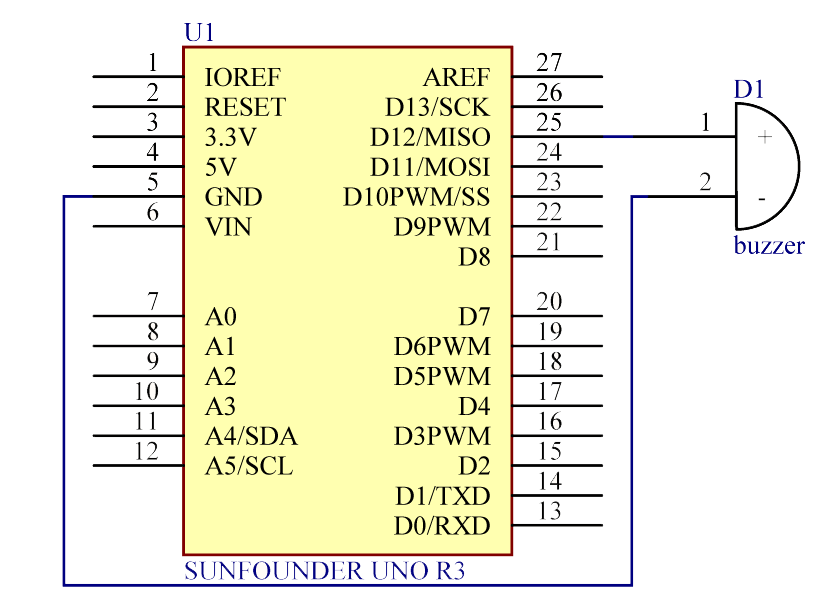 U1
1 IOREF AREF 27
2 RESET D13/SCK 26
3 3.3V D12/MISO 25
4 5V D11/MOSI 24
5 GND D10PWM/SS 23
6 VIN D9PWM 22
D8 21
7 A0 D7 20
8 A1 D6PWM 19
9 A2 D5PWM 18
10 A3 D4 17
11 A4/SDA D3PWM 16
12 A5/SCL D2 15
D1/TXD 14
D0/RXD 13
SUNFOUNDER UNO R3
D1
1 +
2 -
buzzer